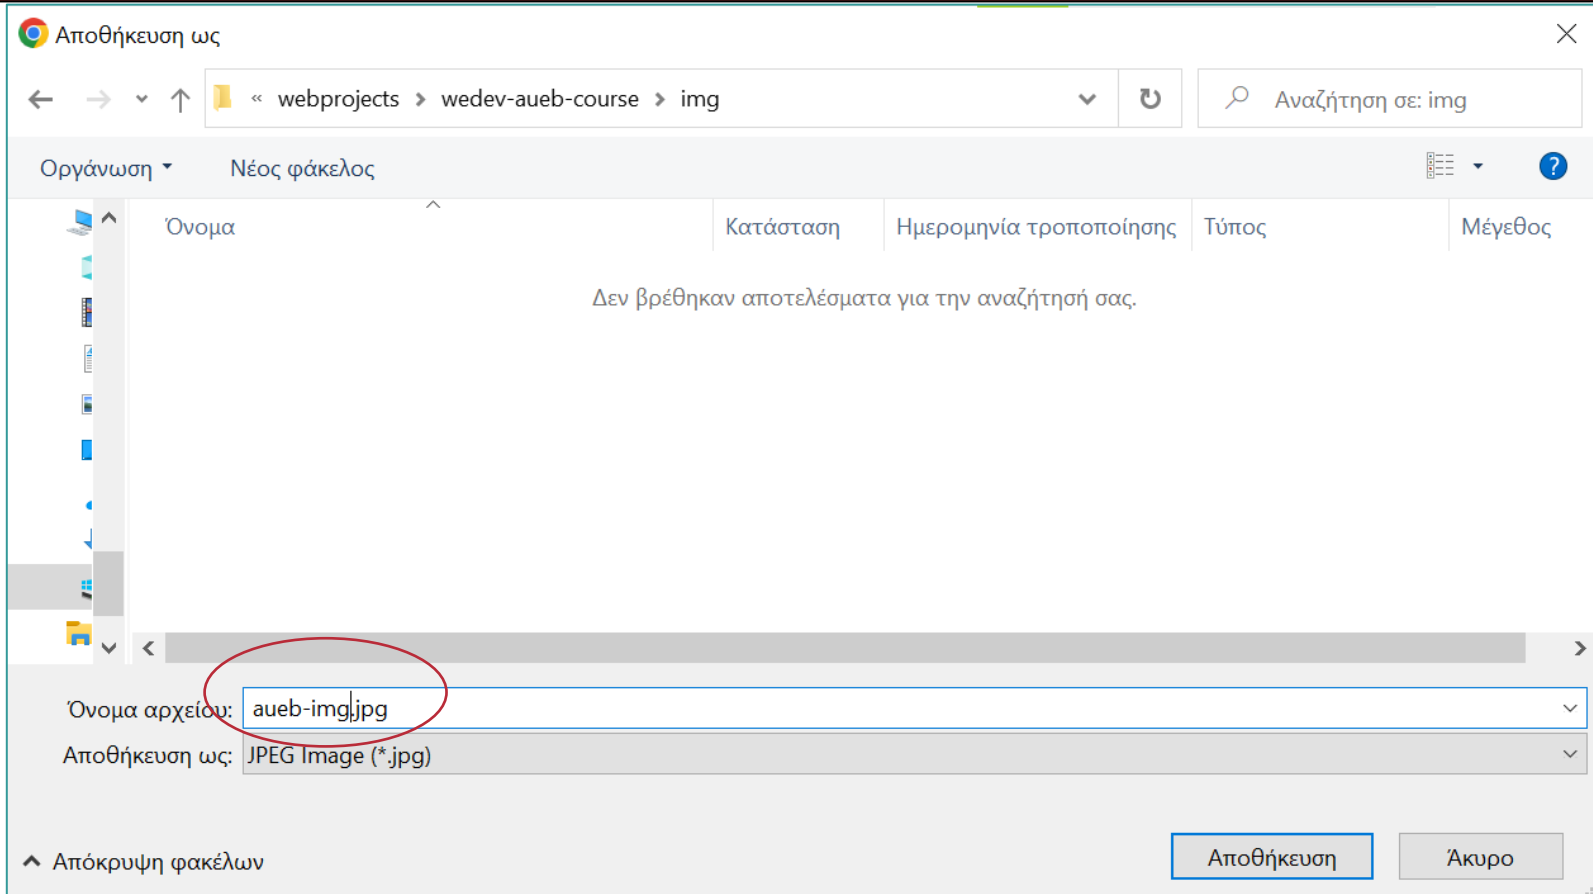 Αποθήκευση ως
« webprojects > wedev-aueb-course > img
Αναζήτηση σε: img
Οργάνωση Νέος φάκελος
Όνομα Κατάσταση Ημερομηνία τροποποίησης Τύπος Μέγεθος
Δεν βρέθηκαν αποτελέσματα για την αναζήτησή σας.
Όνομα αρχείου: aueb-img.jpg
Αποθήκευση ως: JPEG Image (*.jpg)
Απόκρυψη φακέλων
Αποθήκευση Άκυρο